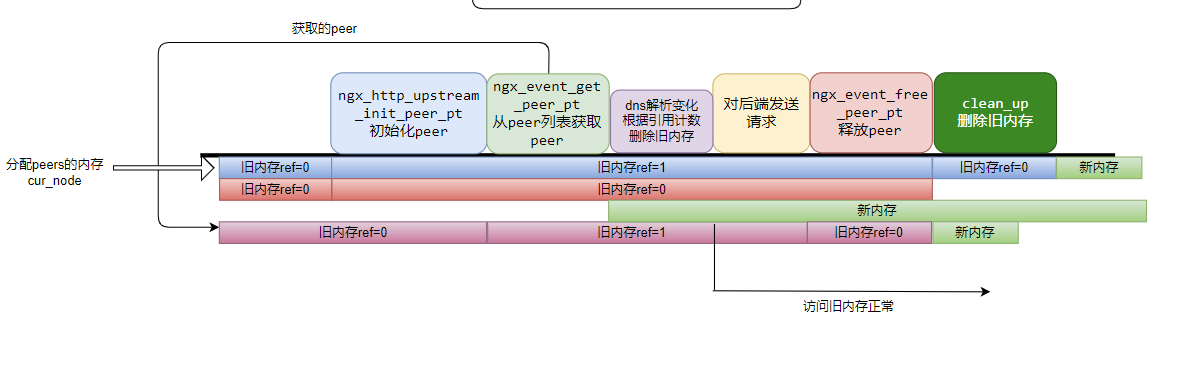 获取的peer
ngx_http_upstream
_init_peer_pt
初始化peer
ngx_event_get
_peer_pt
从peer列表获取
peer
dns解析变化
根据引用计数
删除旧内存
对后端发送
请求
ngx_event_free
_peer_pt
释放peer
clean_up
删除旧内存
分配peers的内存
cur_node
旧内存ref=0
旧内存ref=1
旧内存ref=0
新内存
旧内存ref=0
旧内存ref=0
新内存
旧内存ref=0
旧内存ref=1
旧内存ref=0
新内存
访问旧内存正常